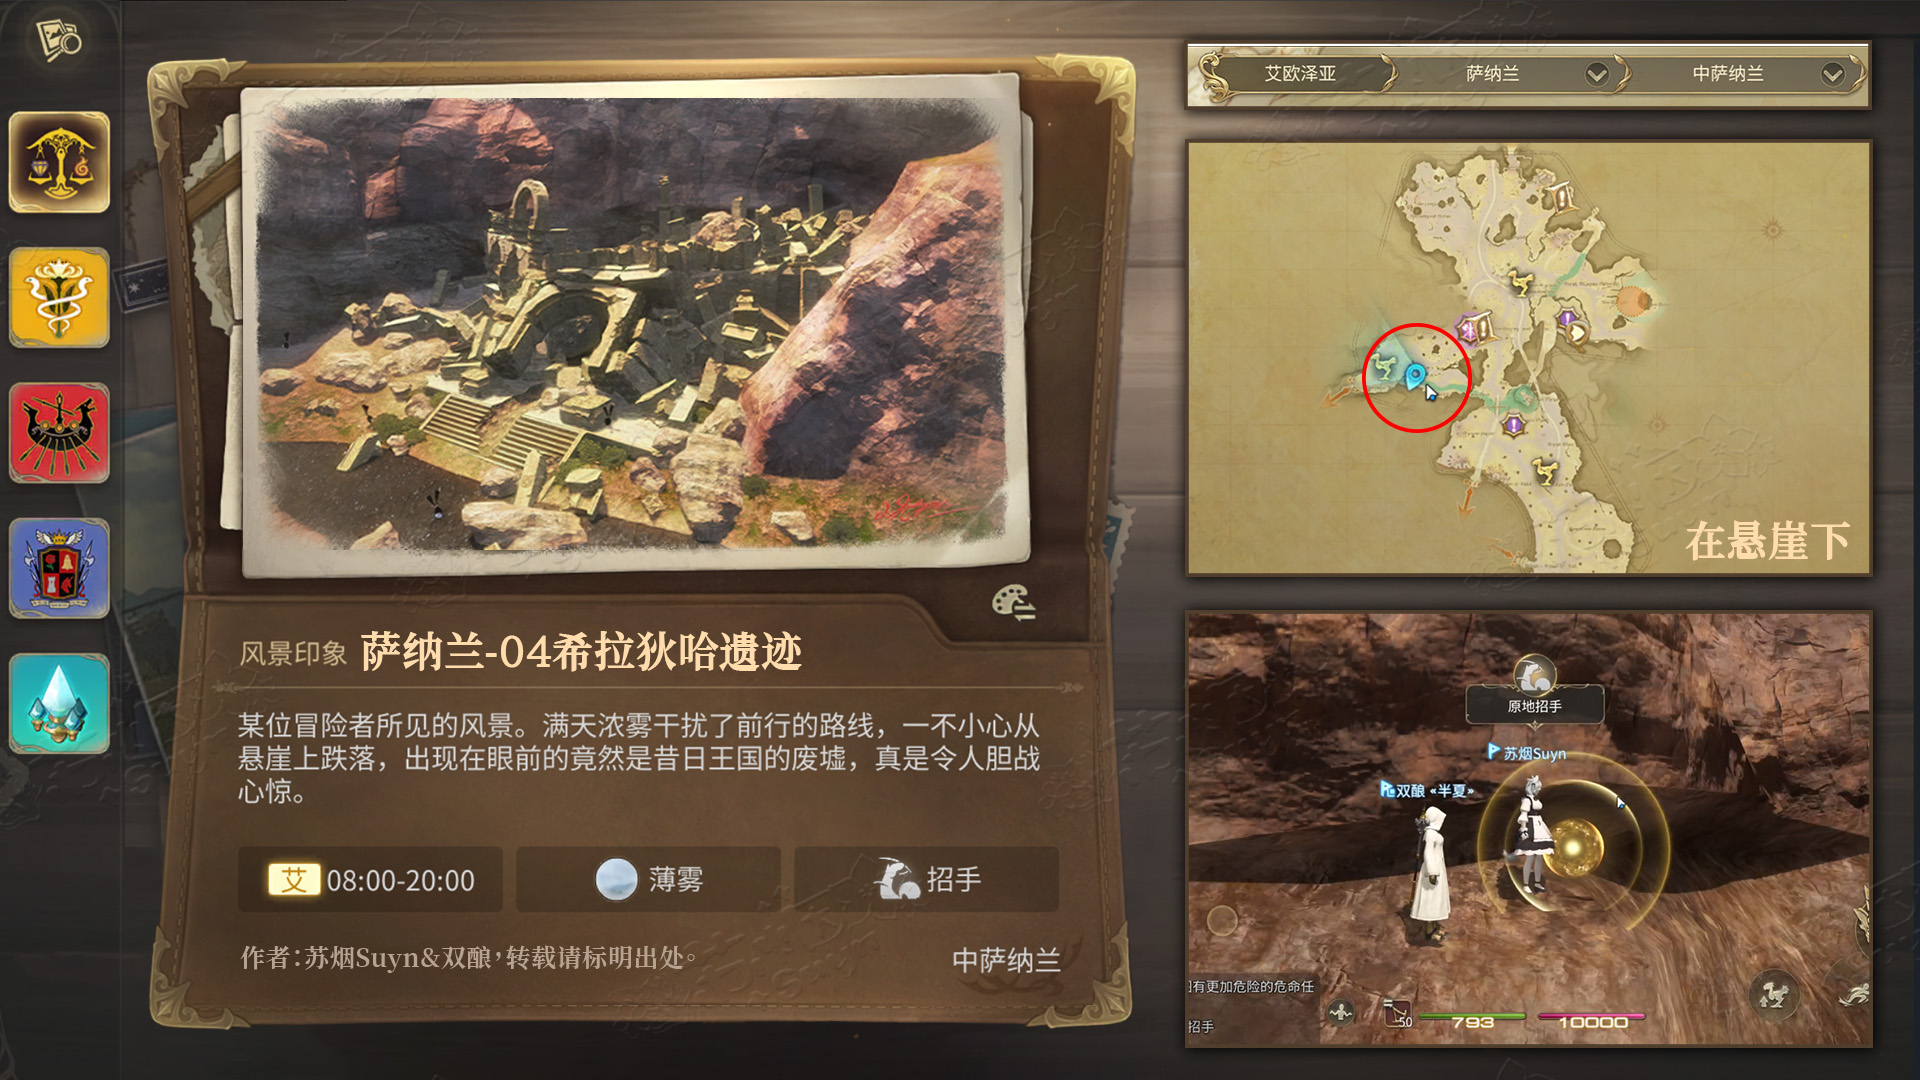 艾欧泽亚
萨纳兰
中萨纳兰
在悬崖下
风景印象 萨纳兰-04希拉狄哈遗迹
某位冒险者所见的风景。满天浓雾干扰了前行的路线，一不小心从
悬崖上跌落，出现在眼前的竟然是昔日王国的废墟，真是令人胆战
心惊。
艾 08:00-20:00
薄雾
招手
作者：苏烟Suyn&双酿，转载请标明出处。
中萨纳兰
原地招手
苏烟Suyn
双酿 «半夏»
有更加危险的危命任
招手
50
793
10000